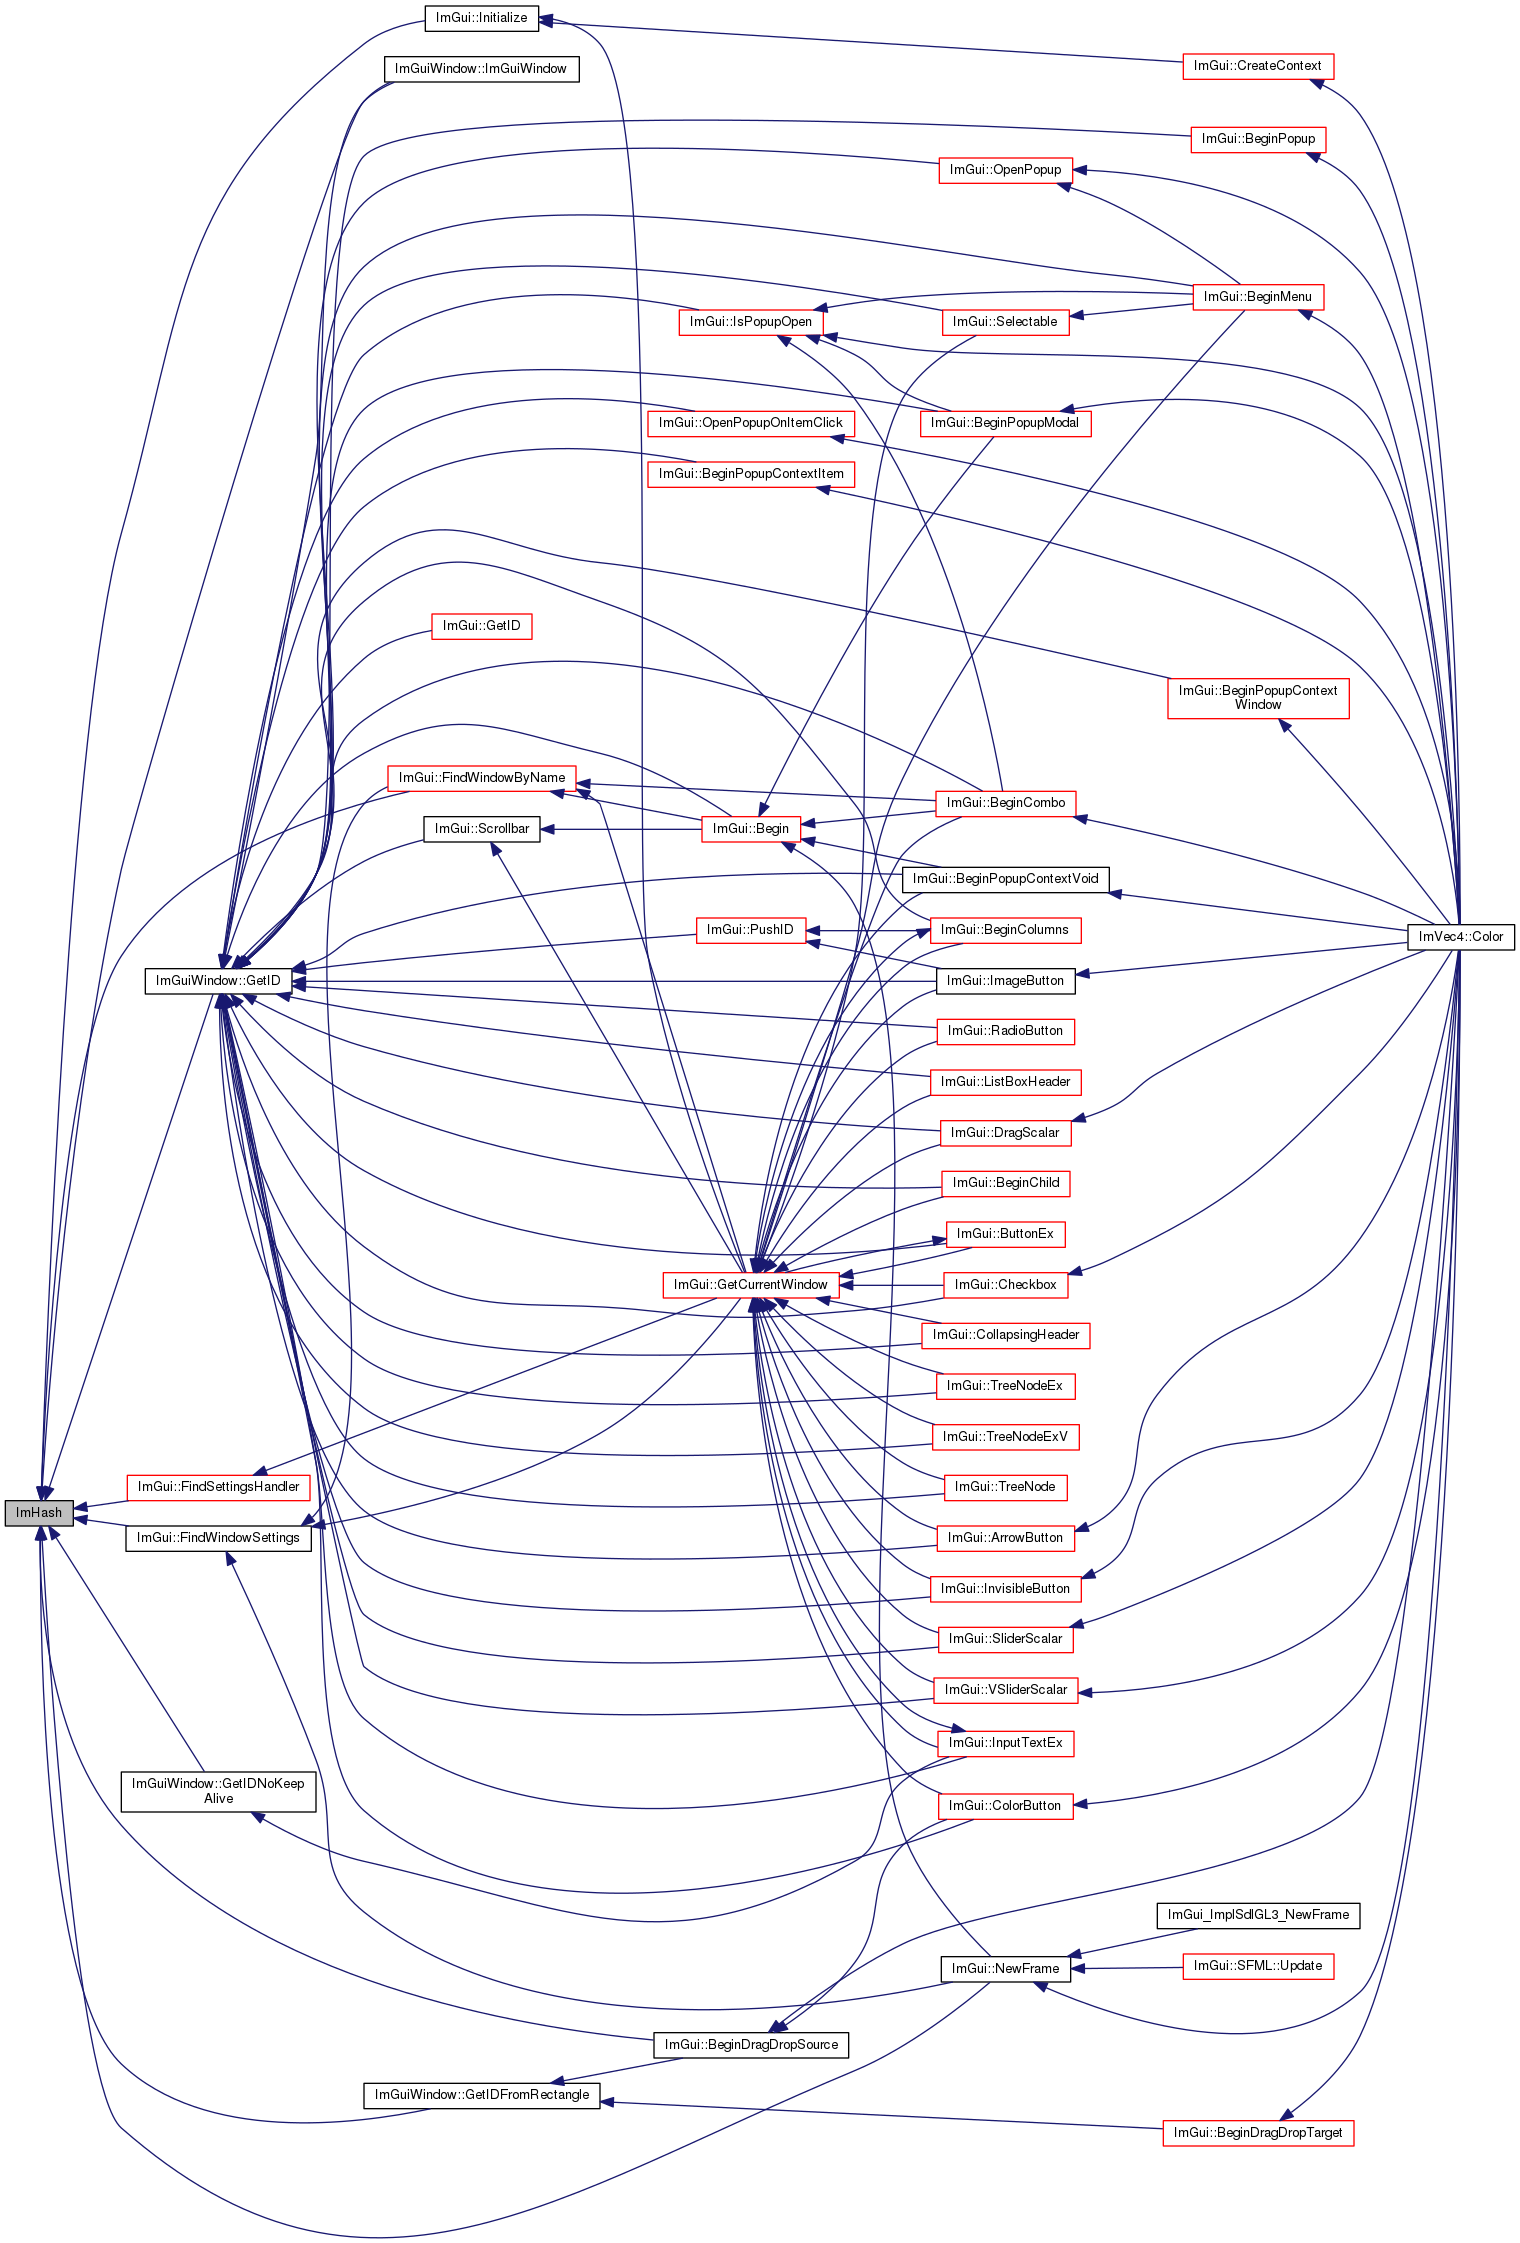 ImGui::Initialize
ImGuiWindow::ImGuiWindow
ImGui::CreateContext
ImGui::BeginPopup
ImGui::OpenPopup
ImGui::BeginMenu
ImGui::IsPopupOpen
ImGui::Selectable
ImGui::OpenPopupOnItemClick
ImGui::BeginPopupModal
ImGui::BeginPopupContextItem
ImGui::GetID
ImGui::BeginPopupContext
Window
ImGui::FindWindowByName
ImGui::BeginCombo
ImGui::Scrollbar
ImGui::Begin
ImGui::BeginPopupContextVoid
ImGui::PushID
ImGui::BeginColumns
ImVec4::Color
ImGuiWindow::GetID
ImGui::ImageButton
ImGui::RadioButton
ImGui::ListBoxHeader
ImGui::DragScalar
ImGui::BeginChild
ImGui::ButtonEx
ImGui::GetCurrentWindow
ImGui::Checkbox
ImGui::CollapsingHeader
ImGui::TreeNodeEx
ImGui::TreeNodeExV
ImGui::FindSettingsHandler
ImGui::TreeNode
ImHash
ImGui::FindWindowSettings
ImGui::ArrowButton
ImGui::InvisibleButton
ImGui::SliderScalar
ImGui::VSliderScalar
ImGui::InputTextEx
ImGuiWindow::GetIDNoKeep
Alive
ImGui::ColorButton
ImGui_ImplSdlGL3_NewFrame
ImGui::NewFrame
ImGui::SFML::Update
ImGui::BeginDragDropSource
ImGuiWindow::GetIDFromRectangle
ImGui::BeginDragDropTarget